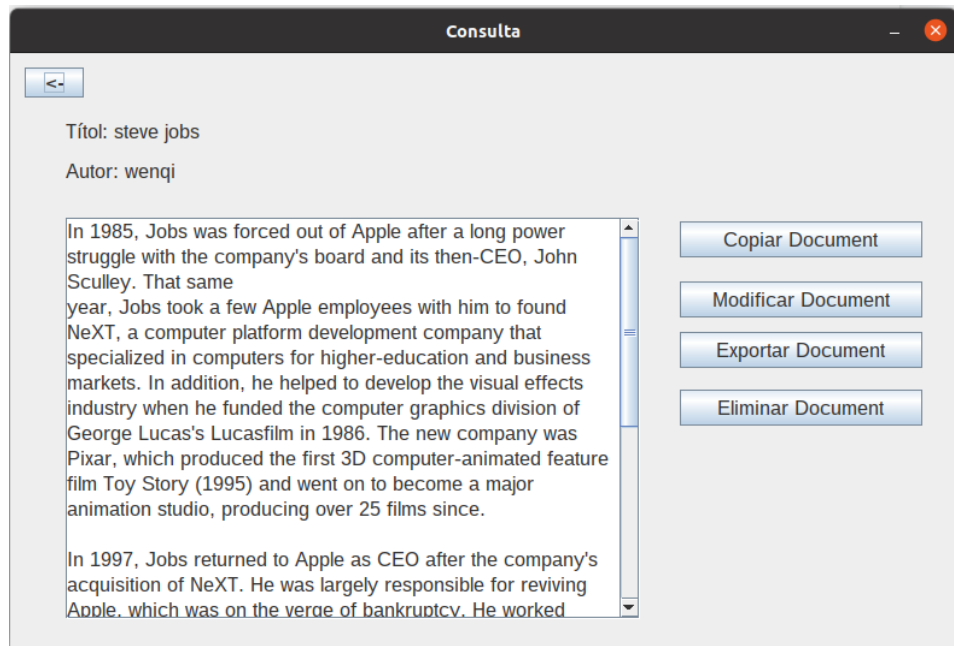 Consulta
<-
Títol: steve jobs
Autor: wenqi
In 1985, Jobs was forced out of Apple after a long power
struggle with the company's board and its then-CEO, John
Sculley. That same
year, Jobs took a few Apple employees with him to found
NeXT, a computer platform development company that
specialized in computers for higher-education and business
markets. In addition, he helped to develop the visual effects
industry when he funded the computer graphics division of
George Lucas's Lucasfilm in 1986. The new company was
Pixar, which produced the first 3D computer-animated feature
film Toy Story (1995) and went on to become a major
animation studio, producing over 25 films since.
In 1997, Jobs returned to Apple as CEO after the company's
acquisition of NeXT. He was largely responsible for reviving
Apple, which was on the verge of bankruptcy. He worked
Copiar Document
Modificar Document
Exportar Document
Eliminar Document